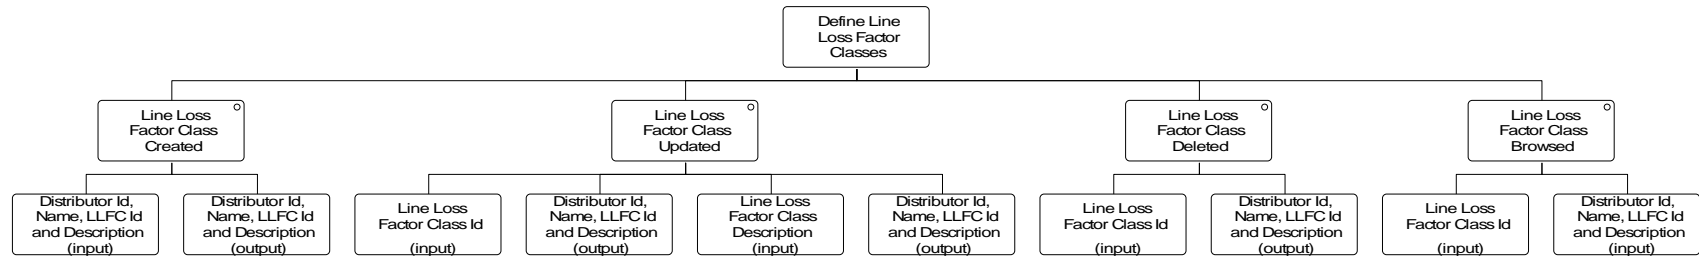 Define Line
Loss Factor
Classes
Line Loss
Factor Class
Created
Line Loss
Factor Class
Updated
Line Loss
Factor Class
Deleted
Line Loss
Factor Class
Browsed
Distributor Id,
Name, LLFC Id
and Description
(input)
Distributor Id,
Name, LLFC Id
and Description
(output)
Line Loss
Factor Class Id
(input)
Distributor Id,
Name, LLFC Id
and Description
(output)
Line Loss
Factor Class
Description
(input)
Distributor Id,
Name, LLFC Id
and Description
(output)
Line Loss
Factor Class Id
(input)
Distributor Id,
Name, LLFC Id
and Description
(output)
Line Loss
Factor Class Id
(input)
Distributor Id,
Name, LLFC Id
and Description
(input)